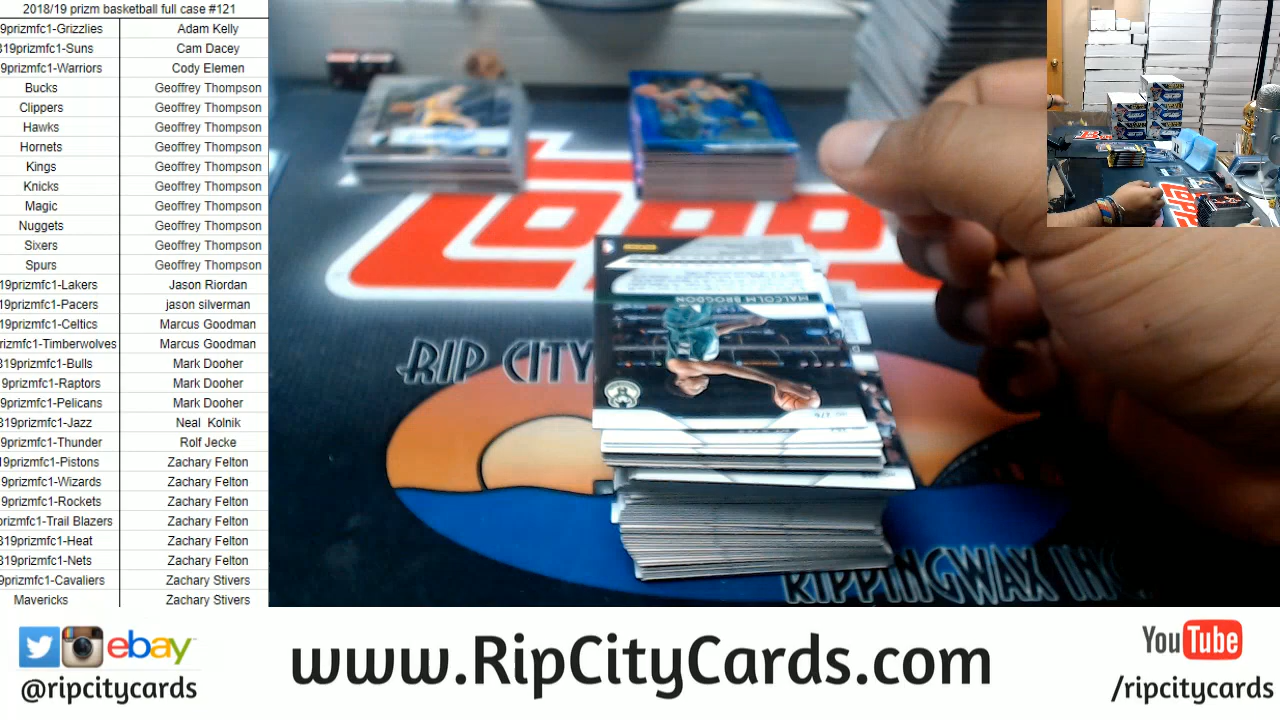 2018/19 prizm basketball full case #121
9prizmfc1-Grizzlies Adam Kelly
319prizmfc1-Suns Cam Dacey
19prizmfc1-Warriors Cody Elemen
Bucks Geoffrey Thompson
Clippers Geoffrey Thompson
Hawks Geoffrey Thompson
Hornets Geoffrey Thompson
Kings Geoffrey Thompson
Knicks Geoffrey Thompson
Magic Geoffrey Thompson
Nuggets Geoffrey Thompson
Sixers Geoffrey Thompson
Spurs Geoffrey Thompson
319prizmfc1-Lakers Jason Riordan
19prizmfc1-Pacers jason silverman
19prizmfc1-Celtics Marcus Goodman
rizmfc1-Timberwolves Marcus Goodman
319prizmfc1-Bulls Mark Dooher
9prizmfc1-Raptors Mark Dooher
9prizmfc1-Pelicans Mark Dooher
819prizmfc1-Jazz Neal Kolnik
9prizmfc1-Thunder Rolf Jecke
19prizmfc1-Pistons Zachary Felton
9prizmfc1-Wizards Zachary Felton
9prizmfc1-Rockets Zachary Felton
prizmfc1-Trail Blazers Zachary Felton
319prizmfc1-Heat Zachary Felton
319prizmfc1-Nets Zachary Felton
9prizmfc1-Cavaliers Zachary Stivers
Mavericks Zachary Stivers
MALCOLM BROGDON
RIP CITY
RIPPINGWAX INC
ebay
@ripcitycards
www.RipCityCards.com
YouTube
/ripcitycards